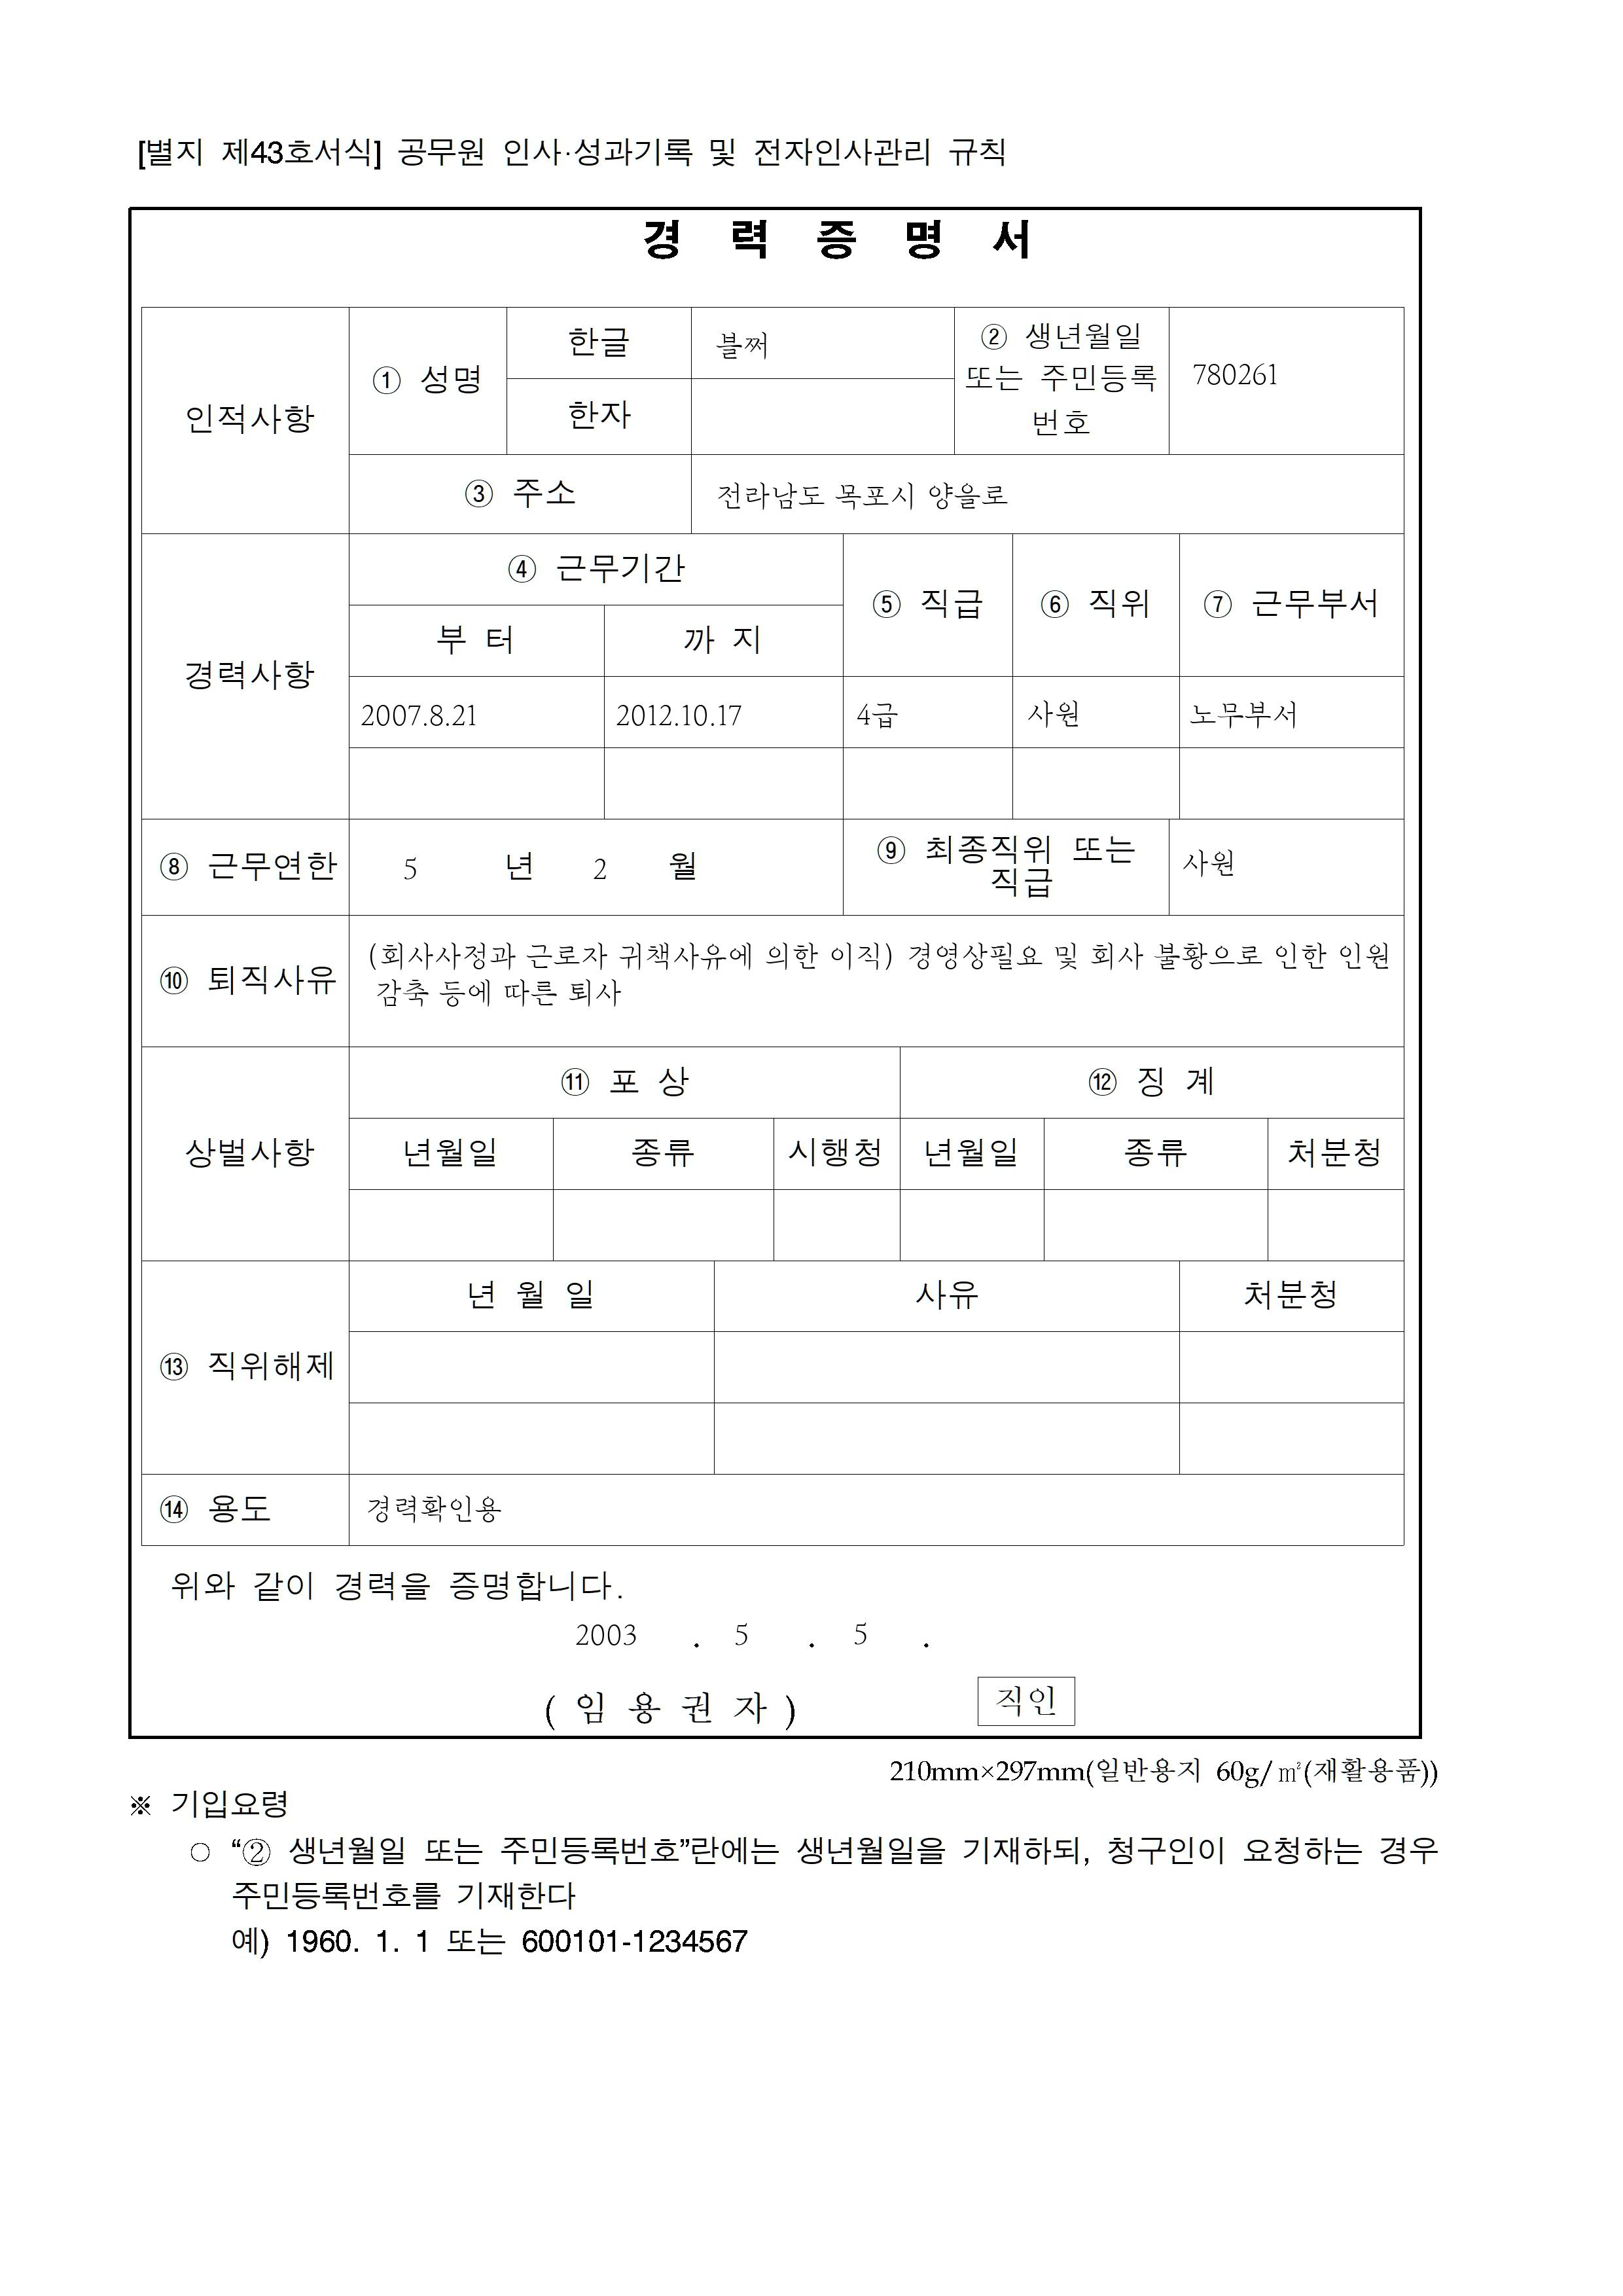 [별지 제43호서식] 공무원 인사·성과기록 및 전자인사관리 규칙
경 력 증 명 서
인적사항
① 성명
한글
블쩌
② 생년월일
또는 주민등록
번호
780261
한자
③ 주소
전라남도 목포시 양을로
경력사항
④ 근무기간
⑤ 직급
⑥ 직위
⑦ 근무부서
부 터
까 지
2007.8.21
2012.10.17
4급
사원
노무부서
⑧ 근무연한
5 년 2 월
⑨ 최종직위 또는
직급
사원
⑩ 퇴직사유
(회사사정과 근로자 귀책사유에 의한 이직) 경영상필요 및 회사 불황으로 인한 인원
감축 등에 따른 퇴사
상벌사항
⑪ 포 상
⑫ 징 계
년월일
종류
시행청
년월일
종류
처분청
⑬ 직위해제
년 월 일
사유
처분청
⑭ 용도
경력확인용
위와 같이 경력을 증명합니다.
2003 . 5 . 5 .
( 임 용 권 자 )
직인
210mm×297mm(일반용지 60g/㎡(재활용품))
※ 기입요령
○ “② 생년월일 또는 주민등록번호”란에는 생년월일을 기재하되, 청구인이 요청하는 경우
주민등록번호를 기재한다
예) 1960. 1. 1 또는 600101-1234567